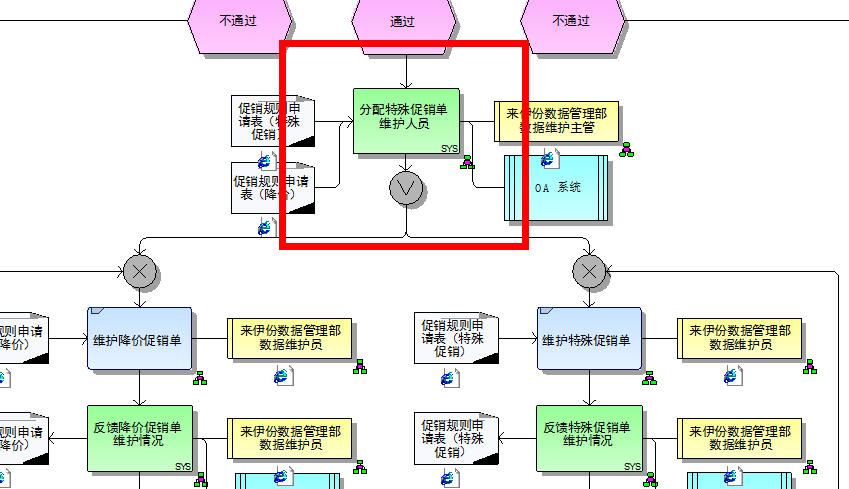 不通过
通过
不通过
促销规则申
请表（特殊
促销）
分配特殊促销单
维护人员
SYS
来伊份数据管理部
数据维护主管
促销规则申请
表（降价）
OA 系统
规则申请
降价）
维护降价促销单
来伊份数据管理部
数据维护员
促销规则申
请表（特殊
促销）
维护特殊促销单
来伊份数据管理部
数据维护员
规则申请
降价）
反馈降价促销单
维护情况
SYS
来伊份数据管理部
数据维护员
促销规则申
请表（特殊
促销）
反馈特殊促销单
维护情况
SYS
来伊份数据管理部
数据维护员